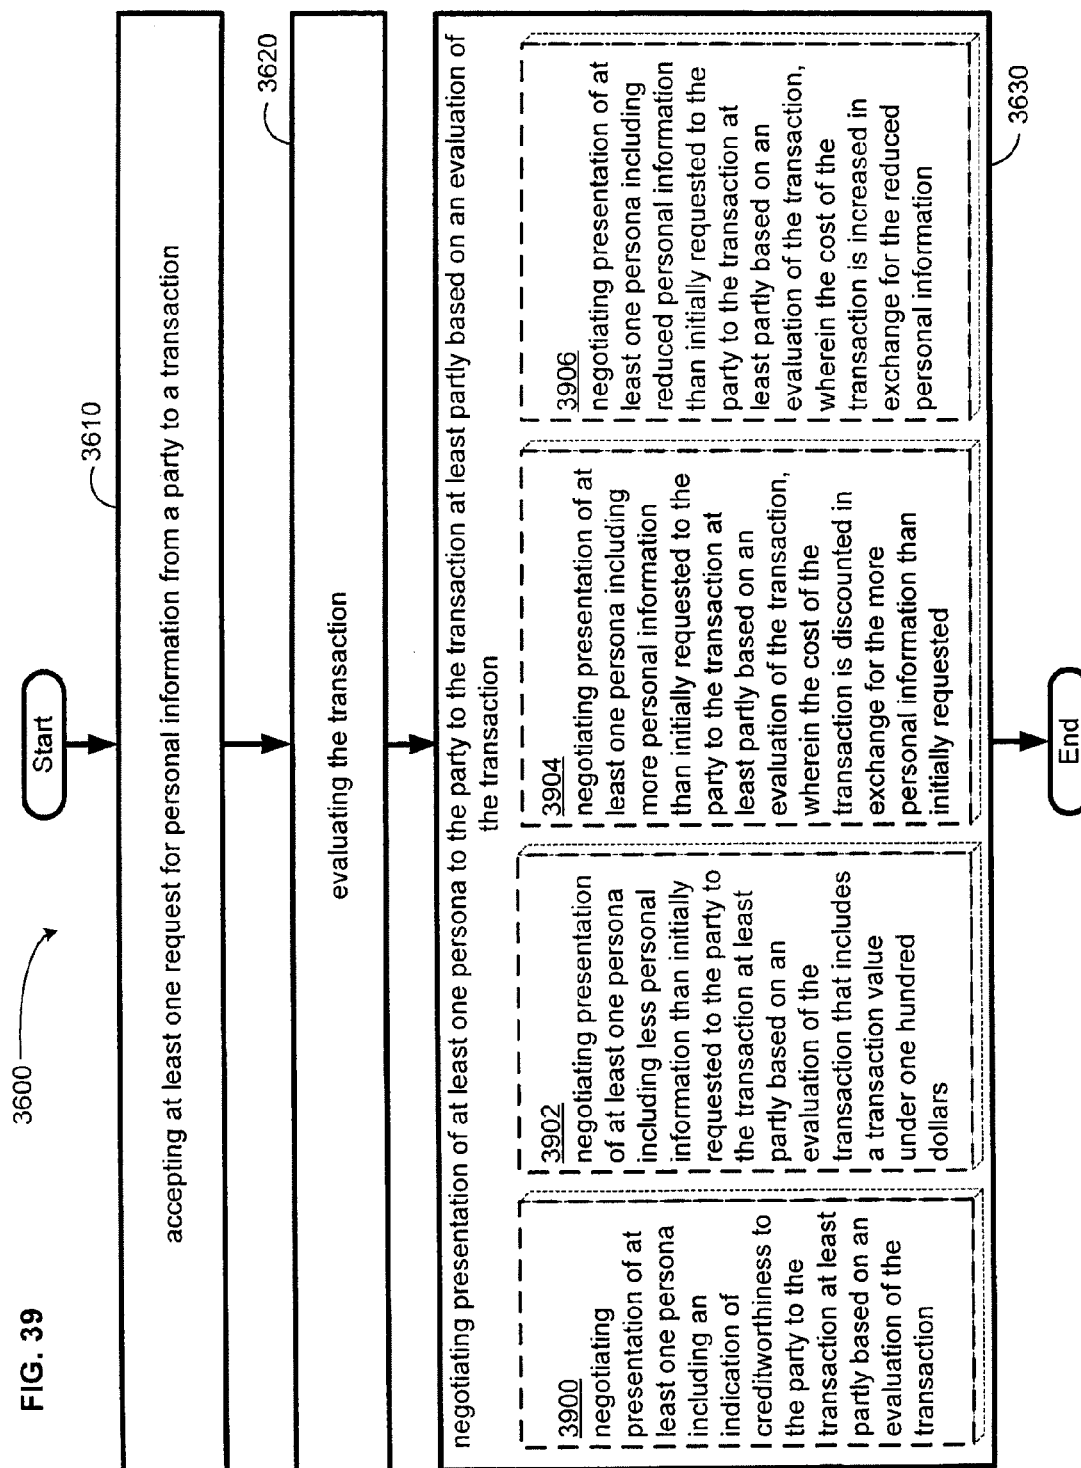 FIG. 39
3600
Start
3610
accepting at least one request for personal information from a party to a transaction
3620
evaluating the transaction
negotiating presentation of at least one persona to the party to the transaction at least partly based on an evaluation of
the transaction
3900
negotiating
presentation of at
least one persona
including an
indication of
creditworthiness to
the party to the
transaction at least
partly based on an
evaluation of the
transaction
3902
negotiating presentation
of at least one persona
including less personal
information than initially
requested to the party to
the transaction at least
partly based on an
evaluation of the
transaction that includes
a transaction value
under one hundred
dollars
3904
negotiating presentation of at
least one persona including
more personal information
than initially requested to the
party to the transaction at
least partly based on an
evaluation of the transaction,
wherein the cost of the
transaction is discounted in
exchange for the more
personal information than
initially requested
3906
negotiating presentation of at
least one persona including
reduced personal information
than initially requested to the
party to the transaction at
least partly based on an
evaluation of the transaction,
wherein the cost of the
transaction is increased in
exchange for the reduced
personal information
3630
End